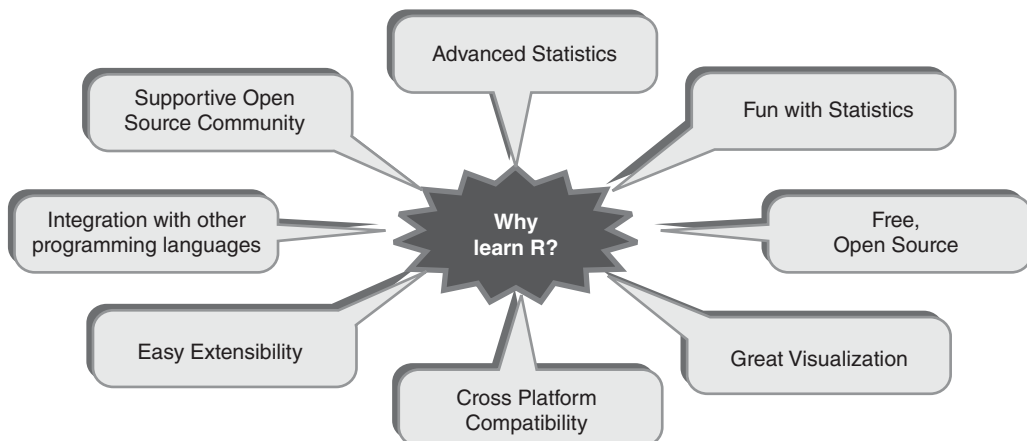 Advanced Statistics
Supportive Open
Source Community
Fun with Statistics
Integration with other
programming languages
Why
learn R?
Free,
Open Source
Easy Extensibility
Great Visualization
Cross Platform
Compatibility